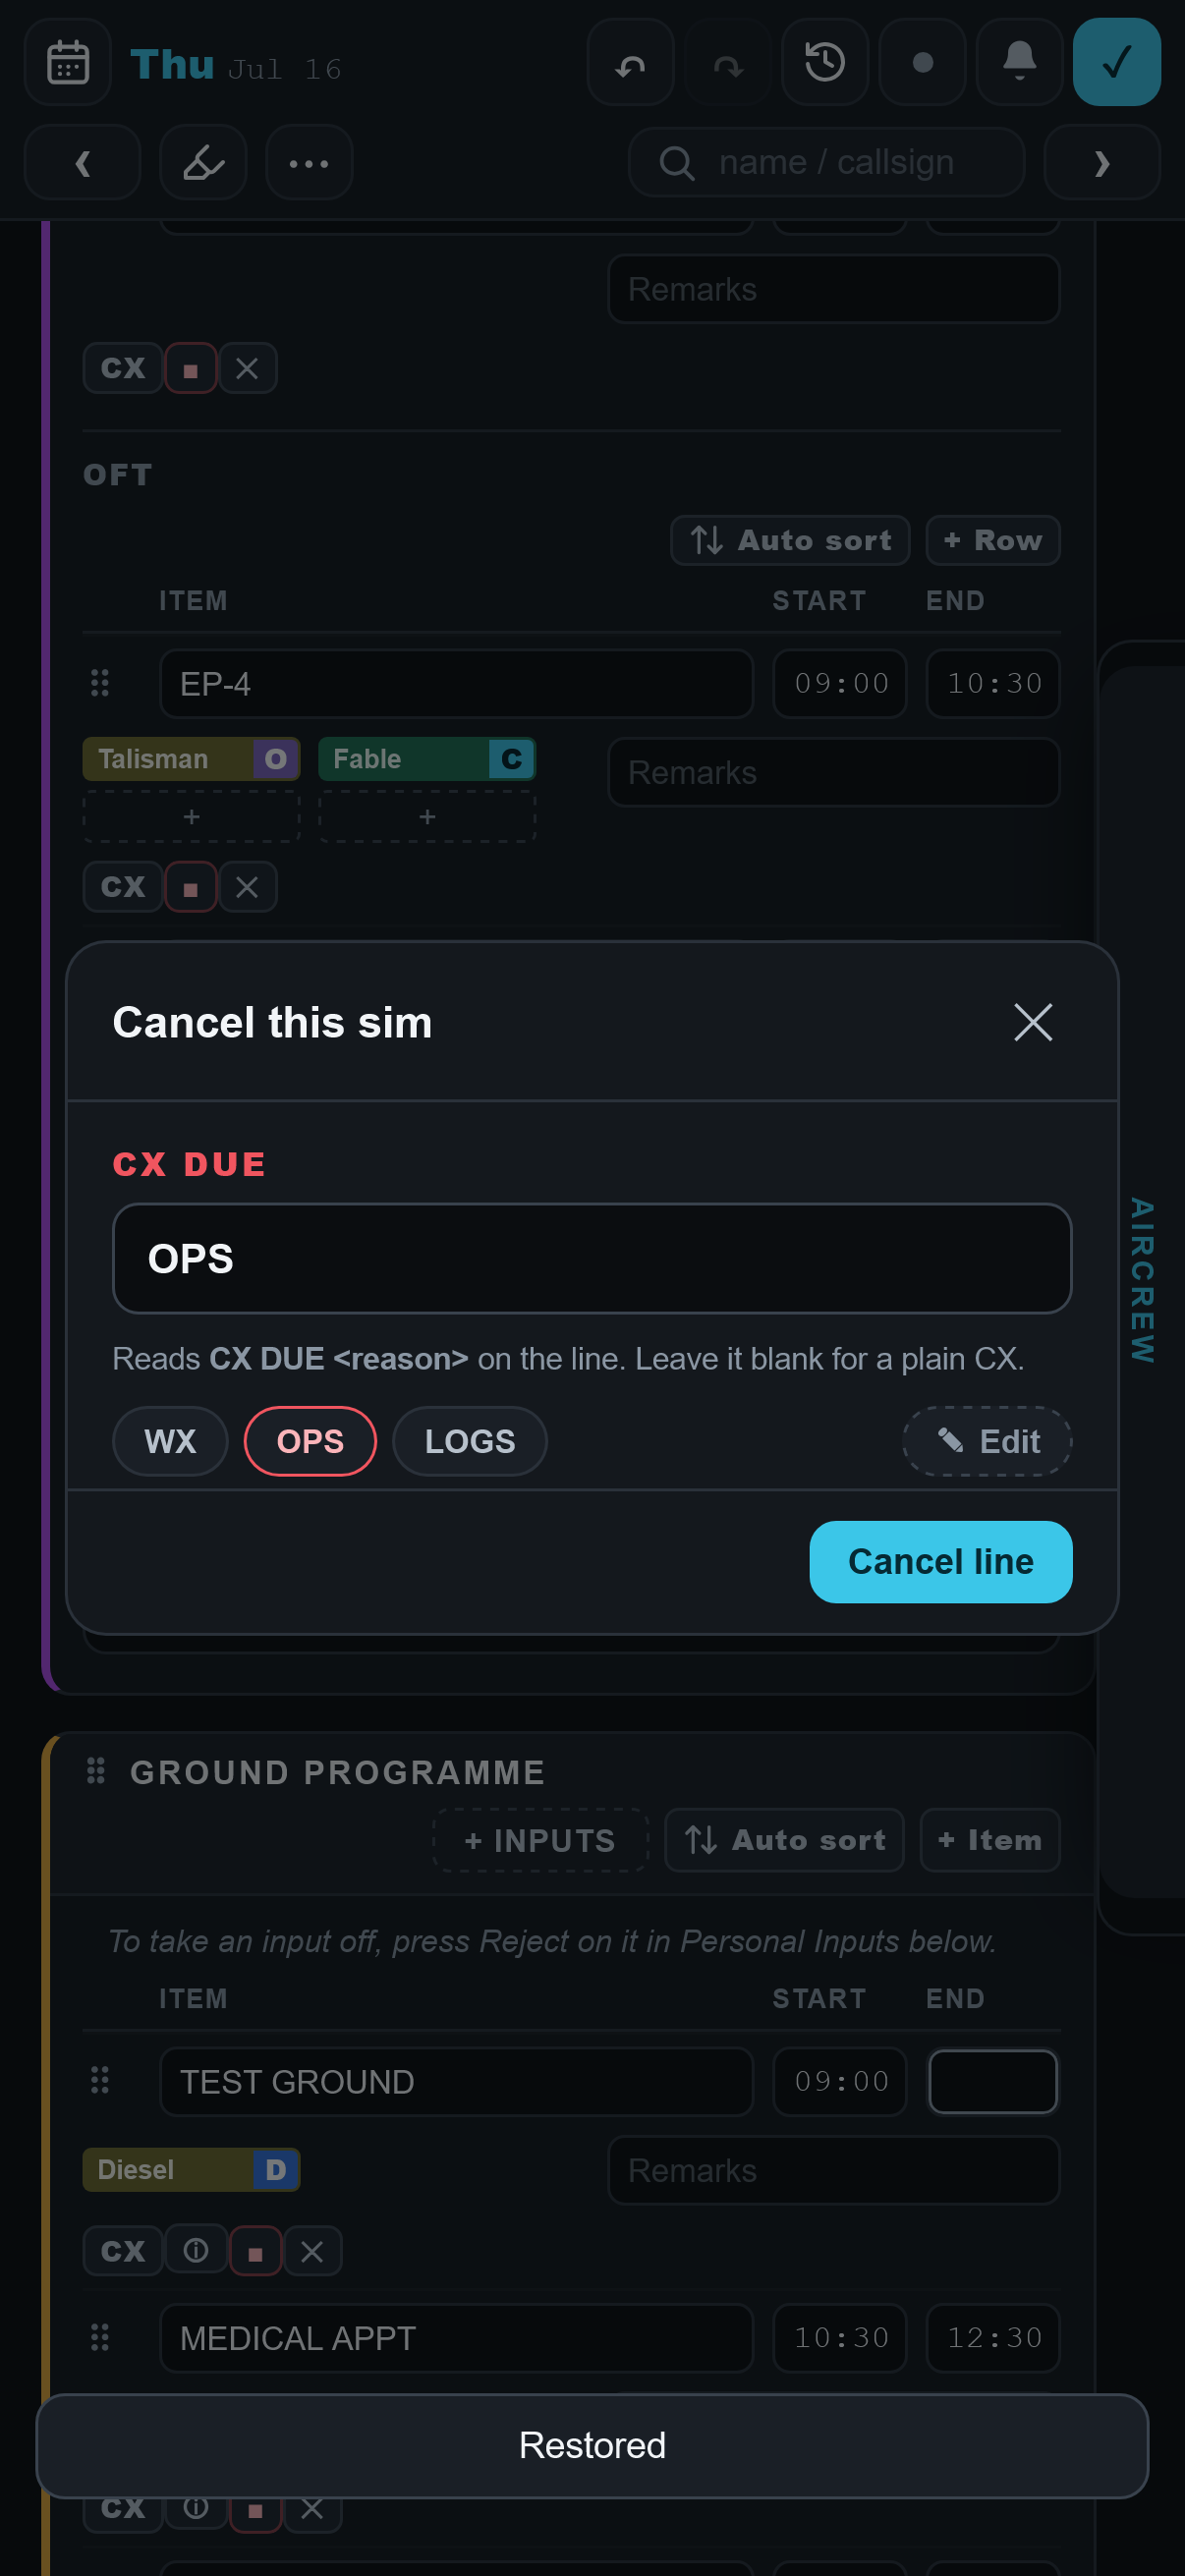 Thu Jul 16
name / callsign
Remarks
CX
OFT
Auto sort
+ Row
ITEM START END
EP-4 09:00 10:30
Talisman O Fable C Remarks
+ +
CX
Cancel this sim
CX DUE
OPS
Reads CX DUE <reason> on the line. Leave it blank for a plain CX.
WX OPS LOGS Edit
Cancel line
AIRCREW
GROUND PROGRAMME
+ INPUTS Auto sort + Item
To take an input off, press Reject on it in Personal Inputs below.
ITEM START END
TEST GROUND 09:00
Diesel D Remarks
CX
MEDICAL APPT 10:30 12:30
Restored
CX